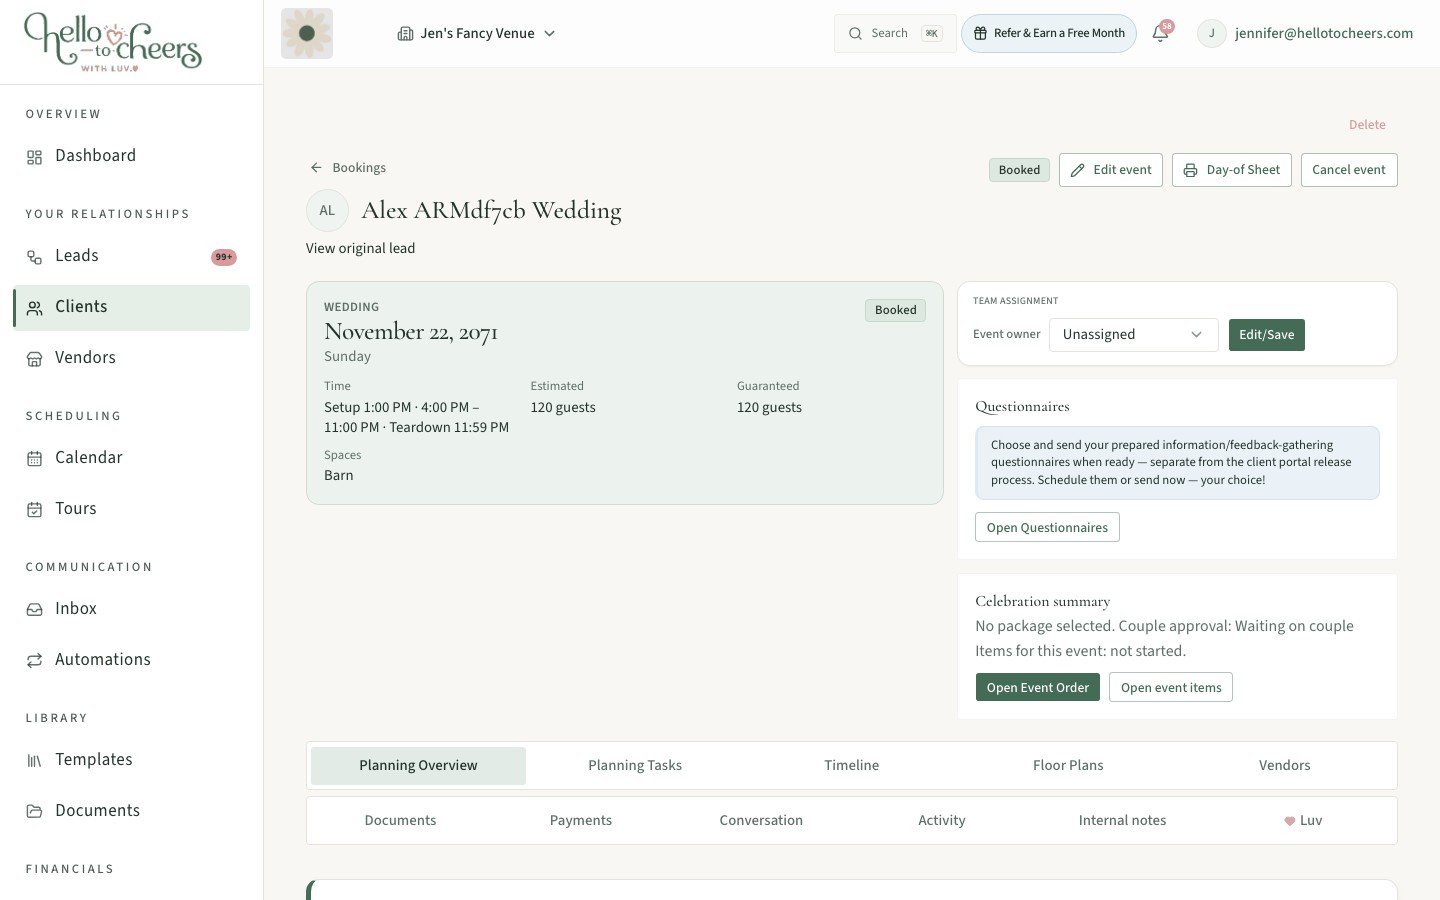 hello
to cheers
WITH LUV.
Jen's Fancy Venue
Search
⌘K
Refer & Earn a Free Month
58
J
jennifer@hellotocheers.com
OVERVIEW
Dashboard
YOUR RELATIONSHIPS
Leads
99+
Clients
Vendors
SCHEDULING
Calendar
Tours
COMMUNICATION
Inbox
Automations
LIBRARY
Templates
Documents
FINANCIALS
Delete
Bookings
Booked
Edit event
Day-of Sheet
Cancel event
AL
Alex ARMdf7cb Wedding
View original lead
WEDDING
Booked
November 22, 2071
Sunday
Time
Setup 1:00 PM · 4:00 PM –
11:00 PM · Teardown 11:59 PM
Estimated
120 guests
Guaranteed
120 guests
Spaces
Barn
TEAM ASSIGNMENT
Event owner
Unassigned
Edit/Save
Questionnaires
Choose and send your prepared information/feedback-gathering
questionnaires when ready — separate from the client portal release
process. Schedule them or send now — your choice!
Open Questionnaires
Celebration summary
No package selected. Couple approval: Waiting on couple
Items for this event: not started.
Open Event Order
Open event items
Planning Overview
Planning Tasks
Timeline
Floor Plans
Vendors
Documents
Payments
Conversation
Activity
Internal notes
Luv